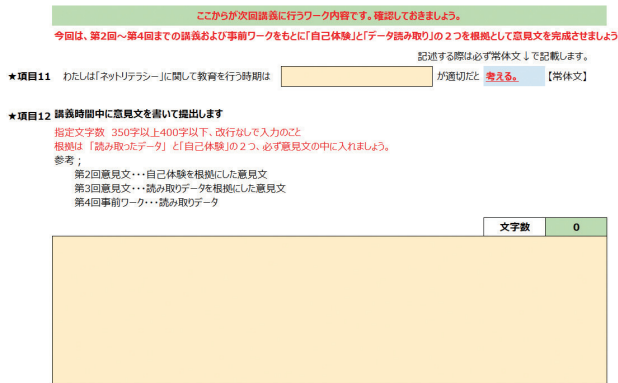 ここからが次回講義に行うワーク内容です。確認しておきましょう。
今回は、第2回～第4回までの講義および事前ワークをもとに「自己体験」と「データ読み取り」の２つを根拠として意見文を完成させましょう
記述する際は必ず常体文↓で記載します。
★項目11 わたしは「ネットリテラシー」に関して教育を行う時期は が適切だと 考える。 【常体文】
★項目12 講義時間中に意見文を書いて提出します
指定文字数 350字以上400字以下、改行なしで入力のこと
根拠は 「読み取ったデータ」 と「自己体験」の２つ、必ず意見文の中に入れましょう。
参考；
第2回意見文・・・自己体験を根拠にした意見文
第3回意見文・・・読み取りデータを根拠にした意見文
第4回事前ワーク・・・読み取りデータ
文字数 0